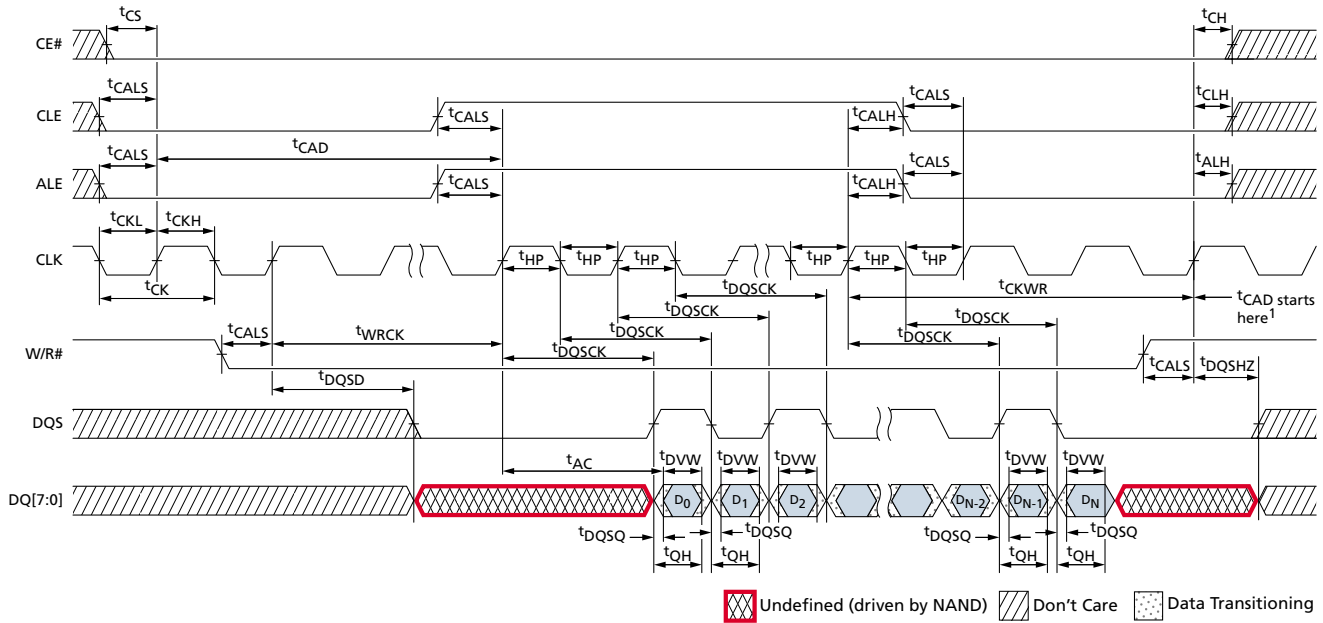 tCS tCH
CE#
tCALS tCALS tCLH
CLE tCALS tCALH
tCAD
tCALS tCALS tALH
ALE tCALS tCALH
tCKL tCKH
CLK tHP tHP tHP tHP tHP tHP
tCK tDQSCK tCKWR tCAD starts here1
tDQSCK
tCALS tWRCK tDQSCK tDQSCK
W/R# tDQSCK tDQSCK
tDQSD tCALS tDQSHZ
DQS
tAC tDVW tDVW tDVW tDVW tDVW
DQ[7:0] D0 D1 D2 DN-2 DN-1 DN
tDQSQ tDQSQ tDQSQ tDQSQ
tQH tQH tQH tQH
Undefined (driven by NAND) Don't Care Data Transitioning